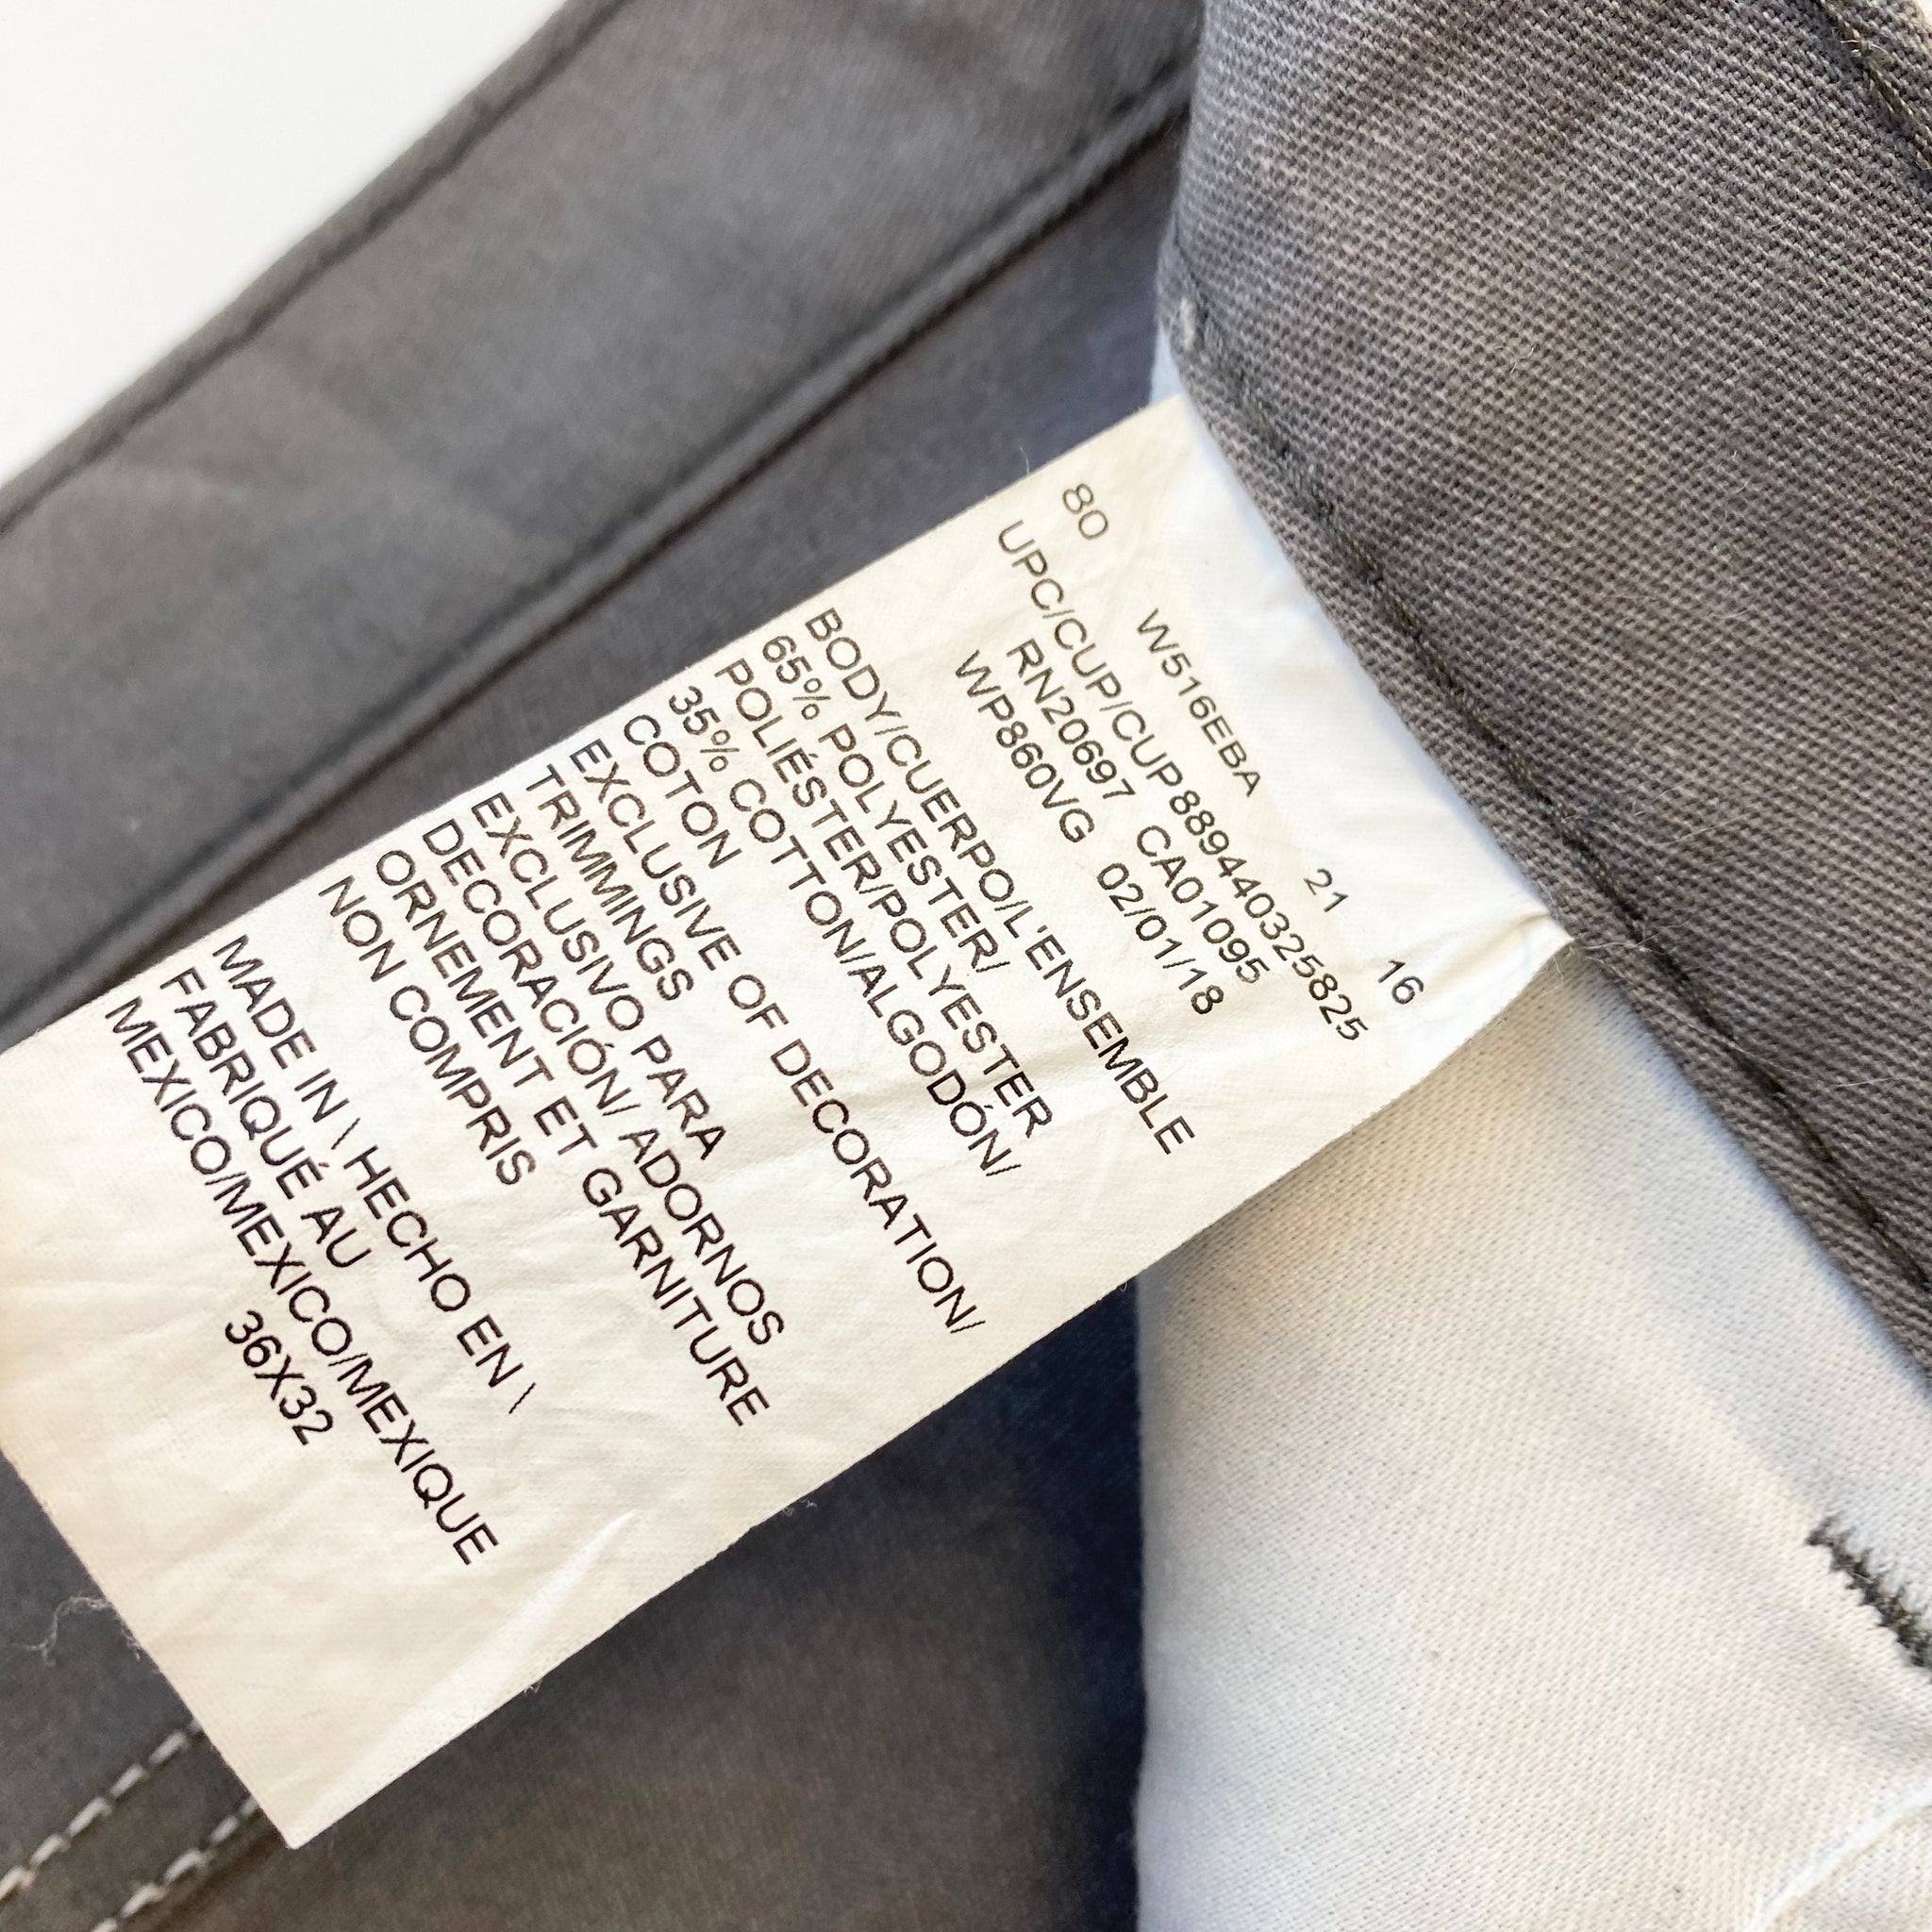 W516EBA 21 16
80
UPC/CUP/CUP 889440325825
RN20697 CA01095
WP860VG 02/01/18
BODY/CUERPO/L'ENSEMBLE
65% POLYESTER/
POLIÉSTER/POLYESTER
35% COTTON/ALGODÓN/
COTON
EXCLUSIVE OF DECORATION/
TRIMMINGS
EXCLUSIVO PARA
DECORACIÓN/ ADORNOS
ORNEMENT ET GARNITURE
NON COMPRIS
MADE IN \ HECHO EN \
FABRIQUÉ AU
MEXICO/MEXICO/MEXIQUE
36X32